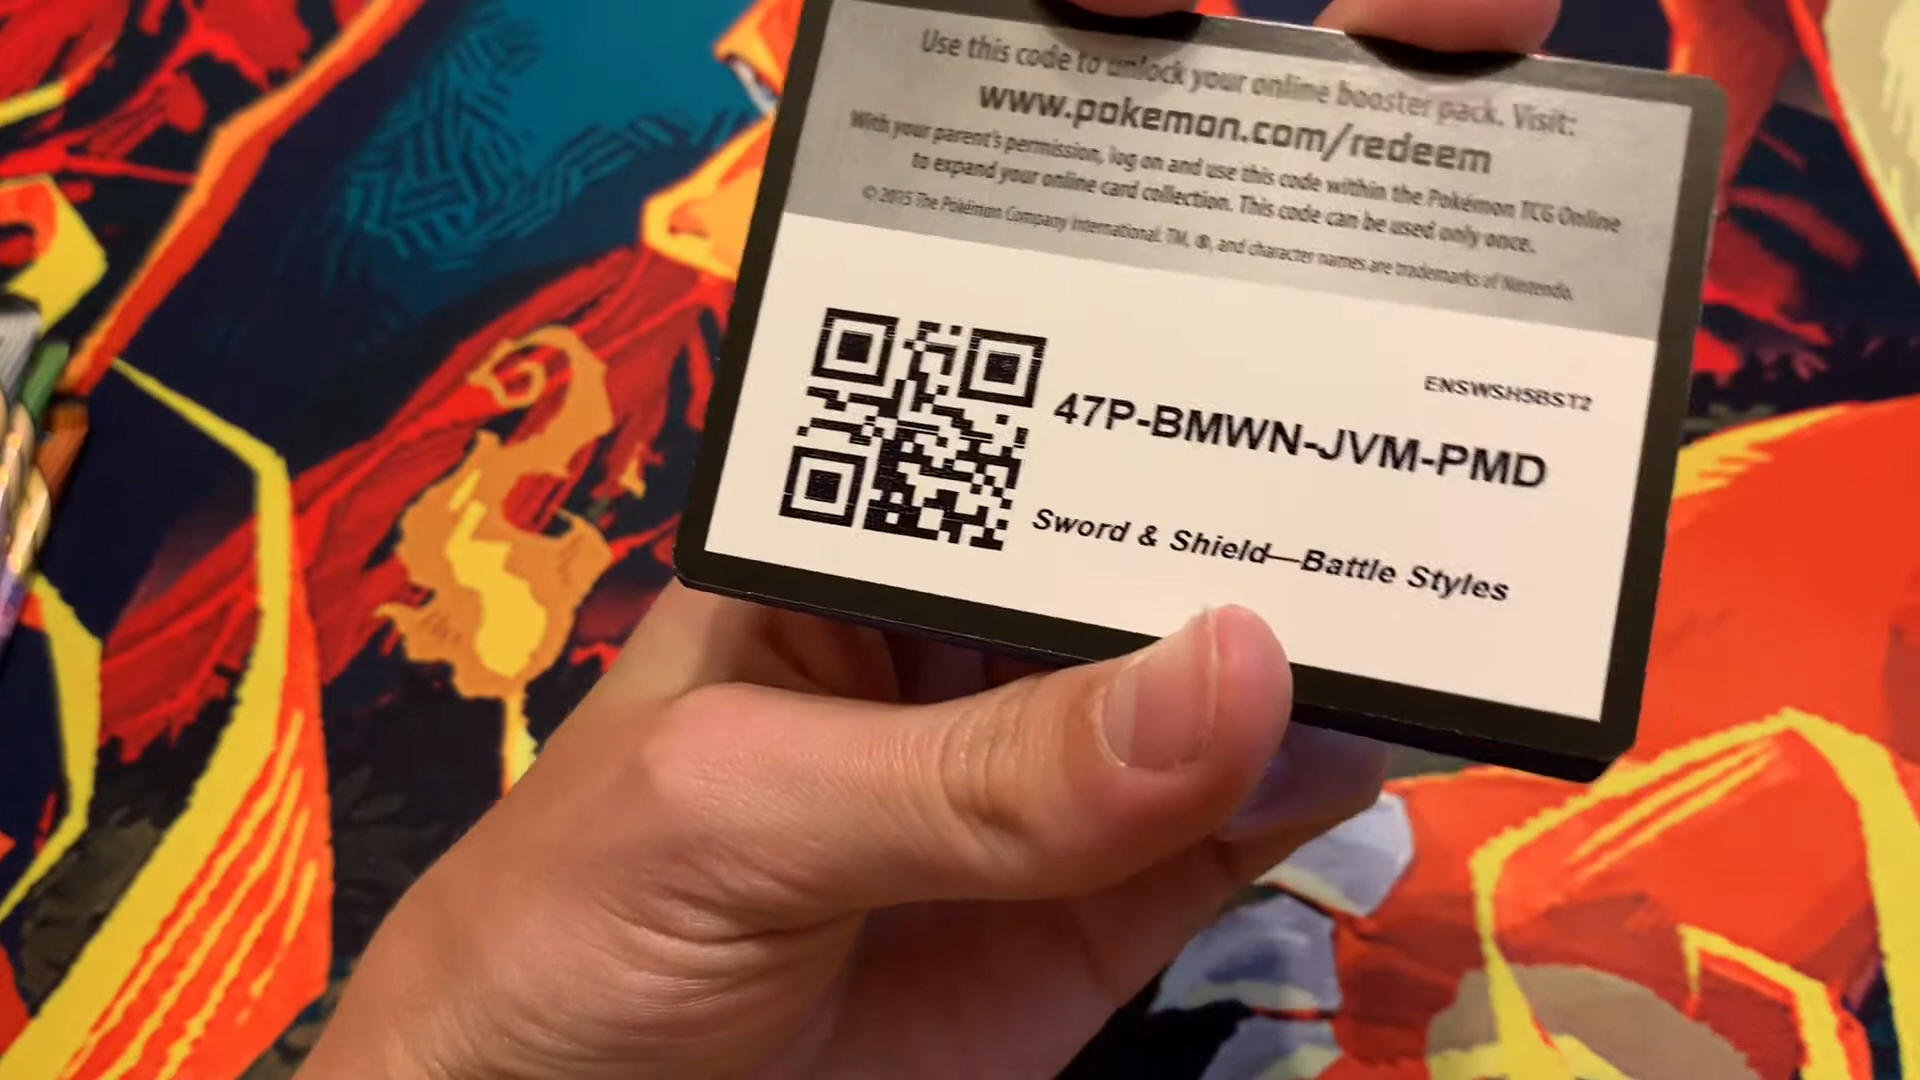 Use this code to unlock your online booster pack. Visit:
www.pokemon.com/redeem
With your parent's permission, log on and use this code within the Pokémon TCG Online
to expand your online card collection. This code can be used only once.
© 2015 The Pokémon Company International. TM, ®, and character names are trademarks of Nintendo.
ENSWSH5BST2
47P-BMWN-JVM-PMD
Sword & Shield—Battle Styles